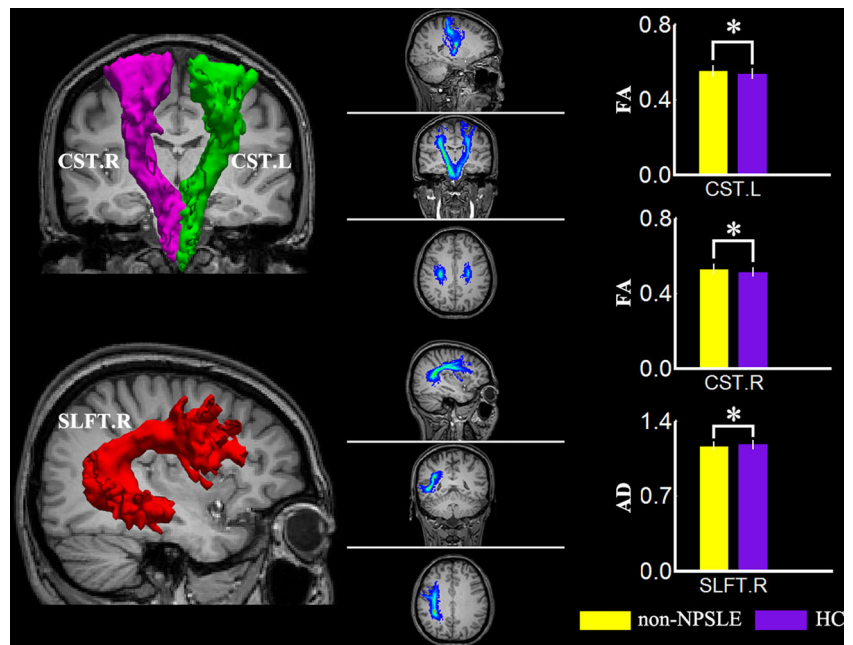 CST.R
CST.L
SLFT.R
0.8
*
FA
0.4
0.0
CST.L
0.8
*
FA
0.4
0.0
CST.R
1.4
*
AD
0.7
0.0
SLFT.R
non-NPSLE
HC